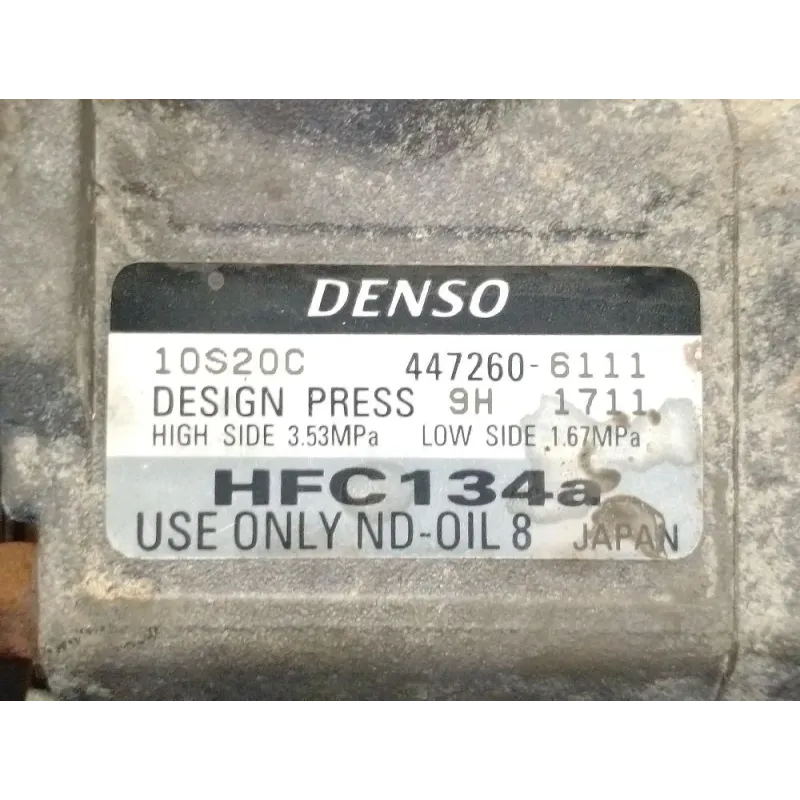 DENSO
10S20C 447260-6111
DESIGN PRESS 9H 1711
HIGH SIDE 3.53MPa LOW SIDE 1.67MPa
HFC134a
USE ONLY ND-OIL 8 JAPAN